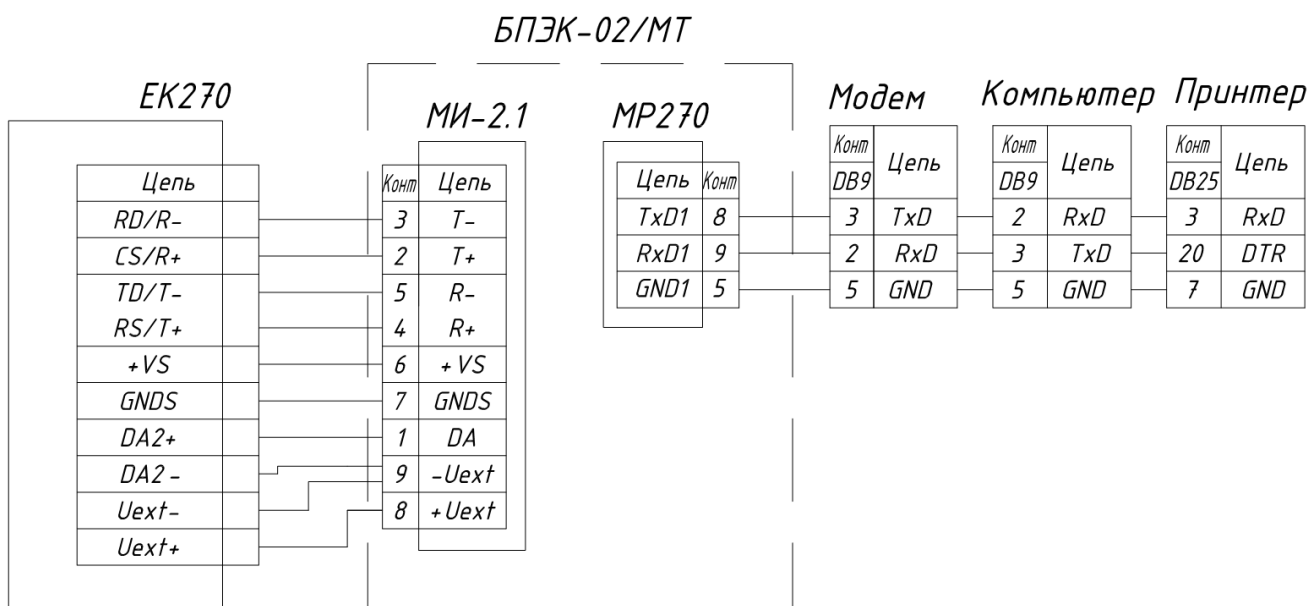 БПЭК-02/МТ
ЕК270
Цепь
RD/R-
CS/R+
TD/T-
RS/T+
+VS
GNDS
DA2+
DA2 -
Uext-
Uext+
МИ-2.1
Конт Цепь
3 T-
2 T+
5 R-
4 R+
6 +VS
7 GNDS
1 DA
9 -Uext
8 +Uext
МР270
Цепь Конт
TxD1 8
RxD1 9
GND1 5
Модем
Конт Цепь
DB9
3 TxD
2 RxD
5 GND
Компьютер
Конт Цепь
DB9
2 RxD
3 TxD
5 GND
Принтер
Конт Цепь
DB25
3 RxD
20 DTR
7 GND